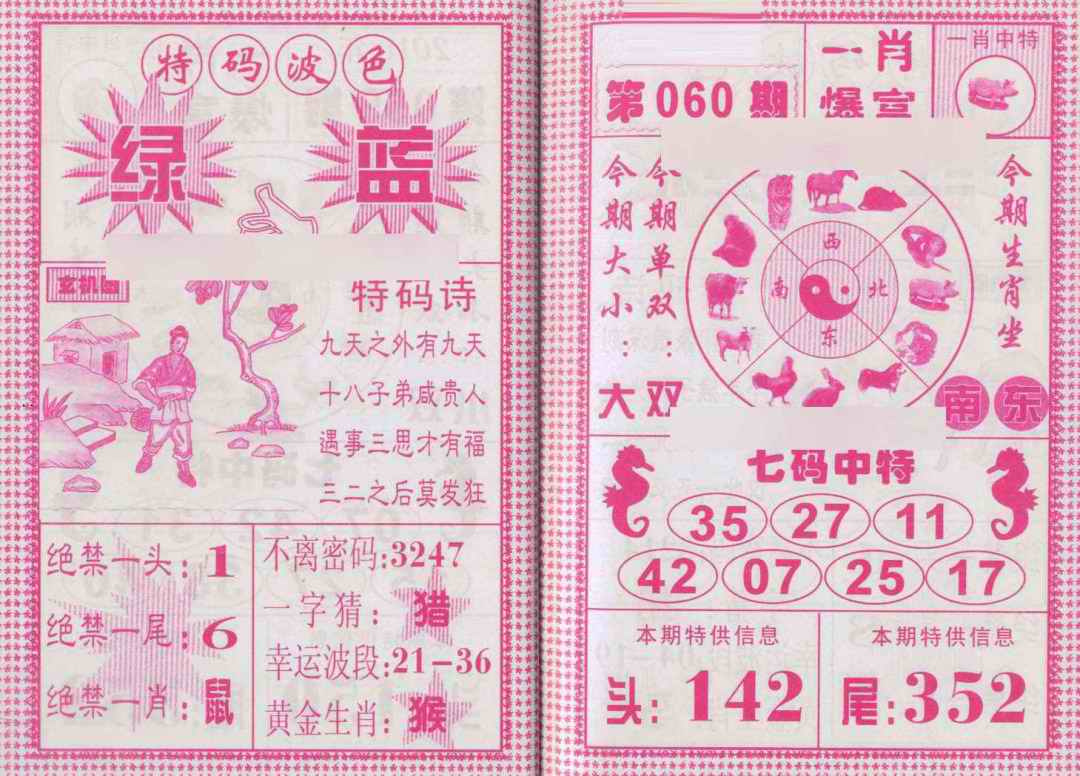 特码波色
绿 蓝
玄机图
特码诗
九天之外有九天
十八子弟咸贵人
遇事三思才有福
三二之后莫发狂
绝禁一头:1
绝禁一尾:6
绝禁一肖:鼠
不离密码:3247
一字猜:猎
幸运波段:21-36
黄金生肖:猴
第060期
一肖
爆宣
一肖中特
今期大小:大
今期单双:双
西
南 北
东
今期生肖坐
南东
七码中特
35 27 11
42 07 25 17
本期特供信息
头:142
本期特供信息
尾:352